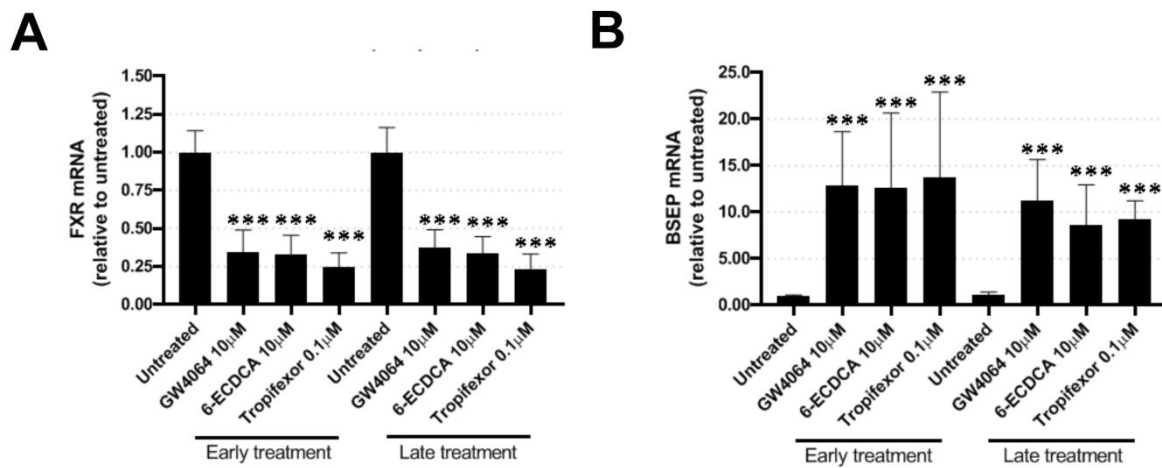 A
FXR mRNA
(relative to untreated)
1.50
1.25
1.00
0.75
0.50
0.25
0.00
*** *** *** *** *** ***
Untreated
GW4064 10μM
6-ECDCA 10μM
Tropifexor 0.1μM
Untreated
GW4064 10μM
6-ECDCA 10μM
Tropifexor 0.1μM
Early treatment
Late treatment
B
BSEP mRNA
(relative to untreated)
25.0
20.0
15.0
10.0
5.00
0.00
*** *** *** *** *** ***
Untreated
GW4064 10μM
6-ECDCA 10μM
Tropifexor 0.1μM
Untreated
GW4064 10μM
6-ECDCA 10μM
Tropifexor 0.1μM
Early treatment
Late treatment